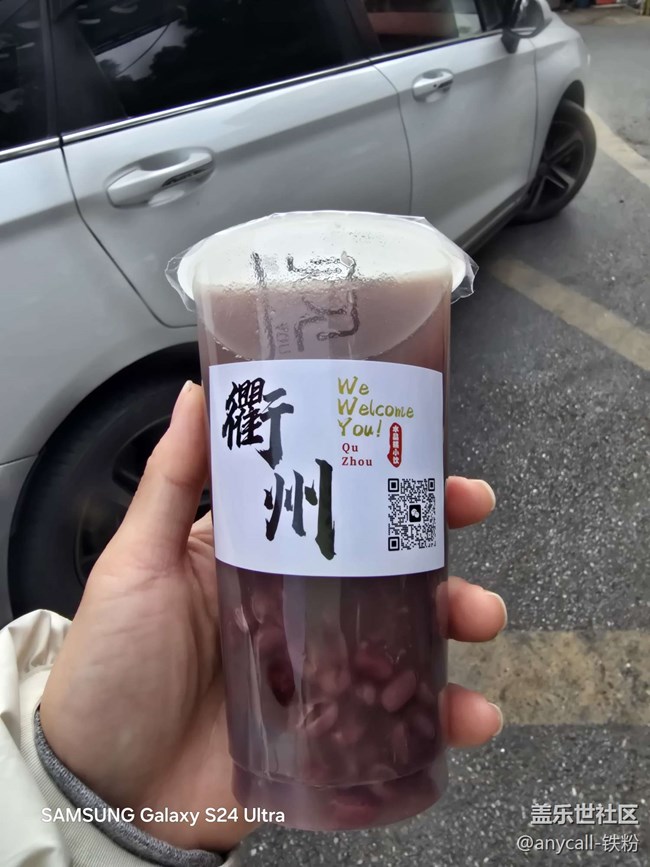 衢州
We
Welcome
You!
Qu
Zhou
SAMSUNG Galaxy S24 Ultra
盖乐世社区
@anycall-铁粉